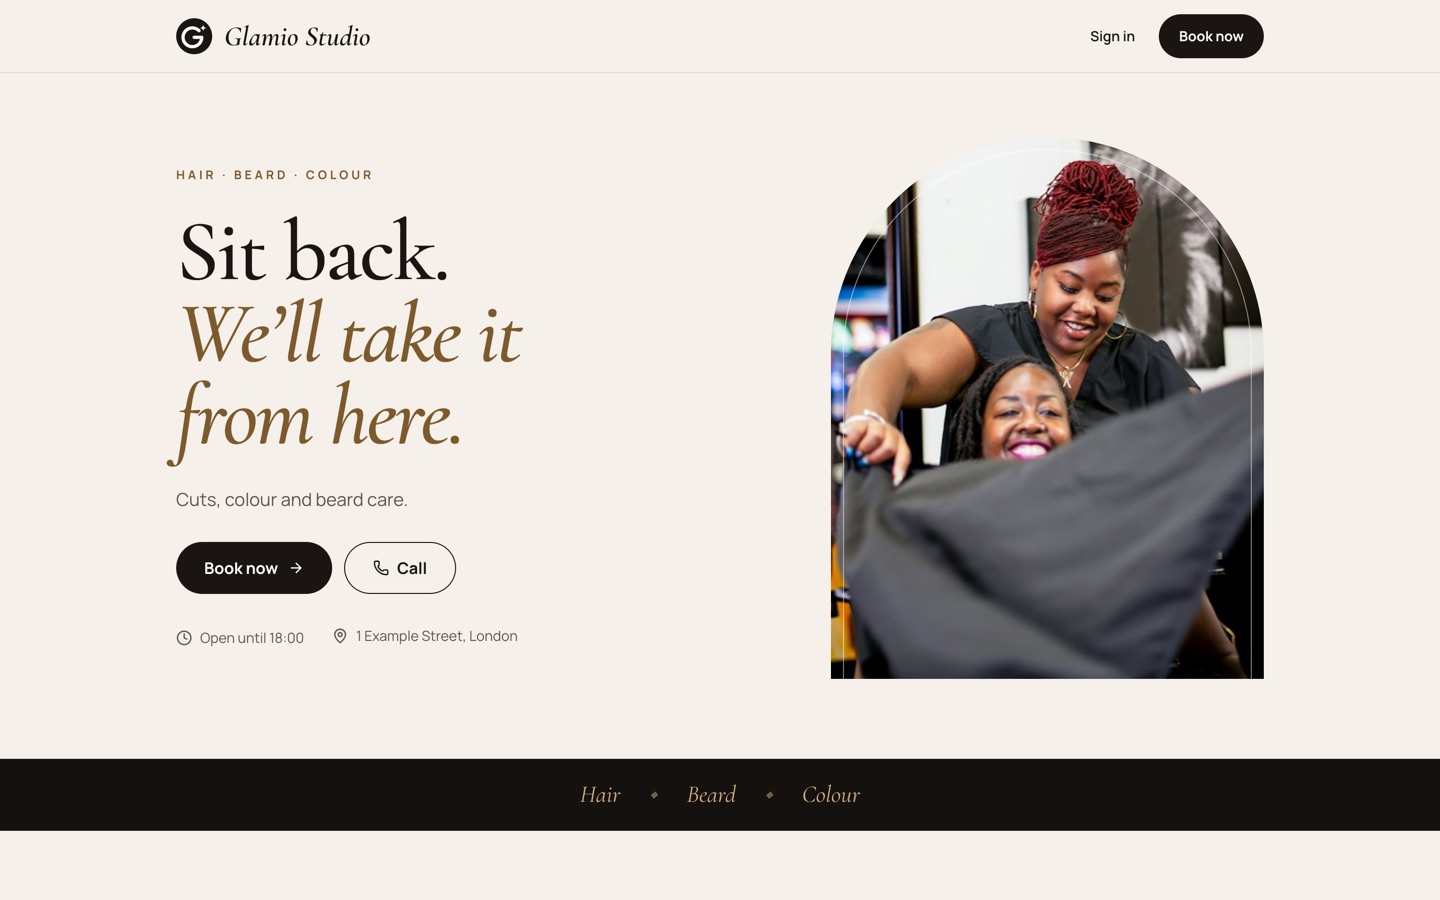 Glamio Studio
Sign in
Book now
HAIR · BEARD · COLOUR
Sit back.
We’ll take it
from here.
Cuts, colour and beard care.
Book now →
Call
Open until 18:00
1 Example Street, London
Hair ◆ Beard ◆ Colour